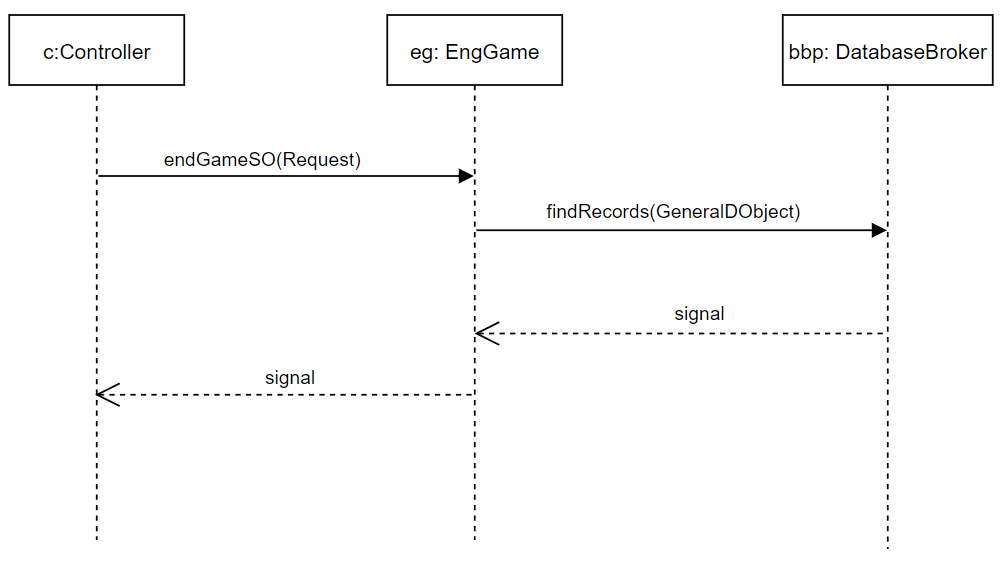 c:Controller
eg: EngGame
bbp: DatabaseBroker
endGameSO(Request)
findRecords(GeneralDObject)
signal
signal